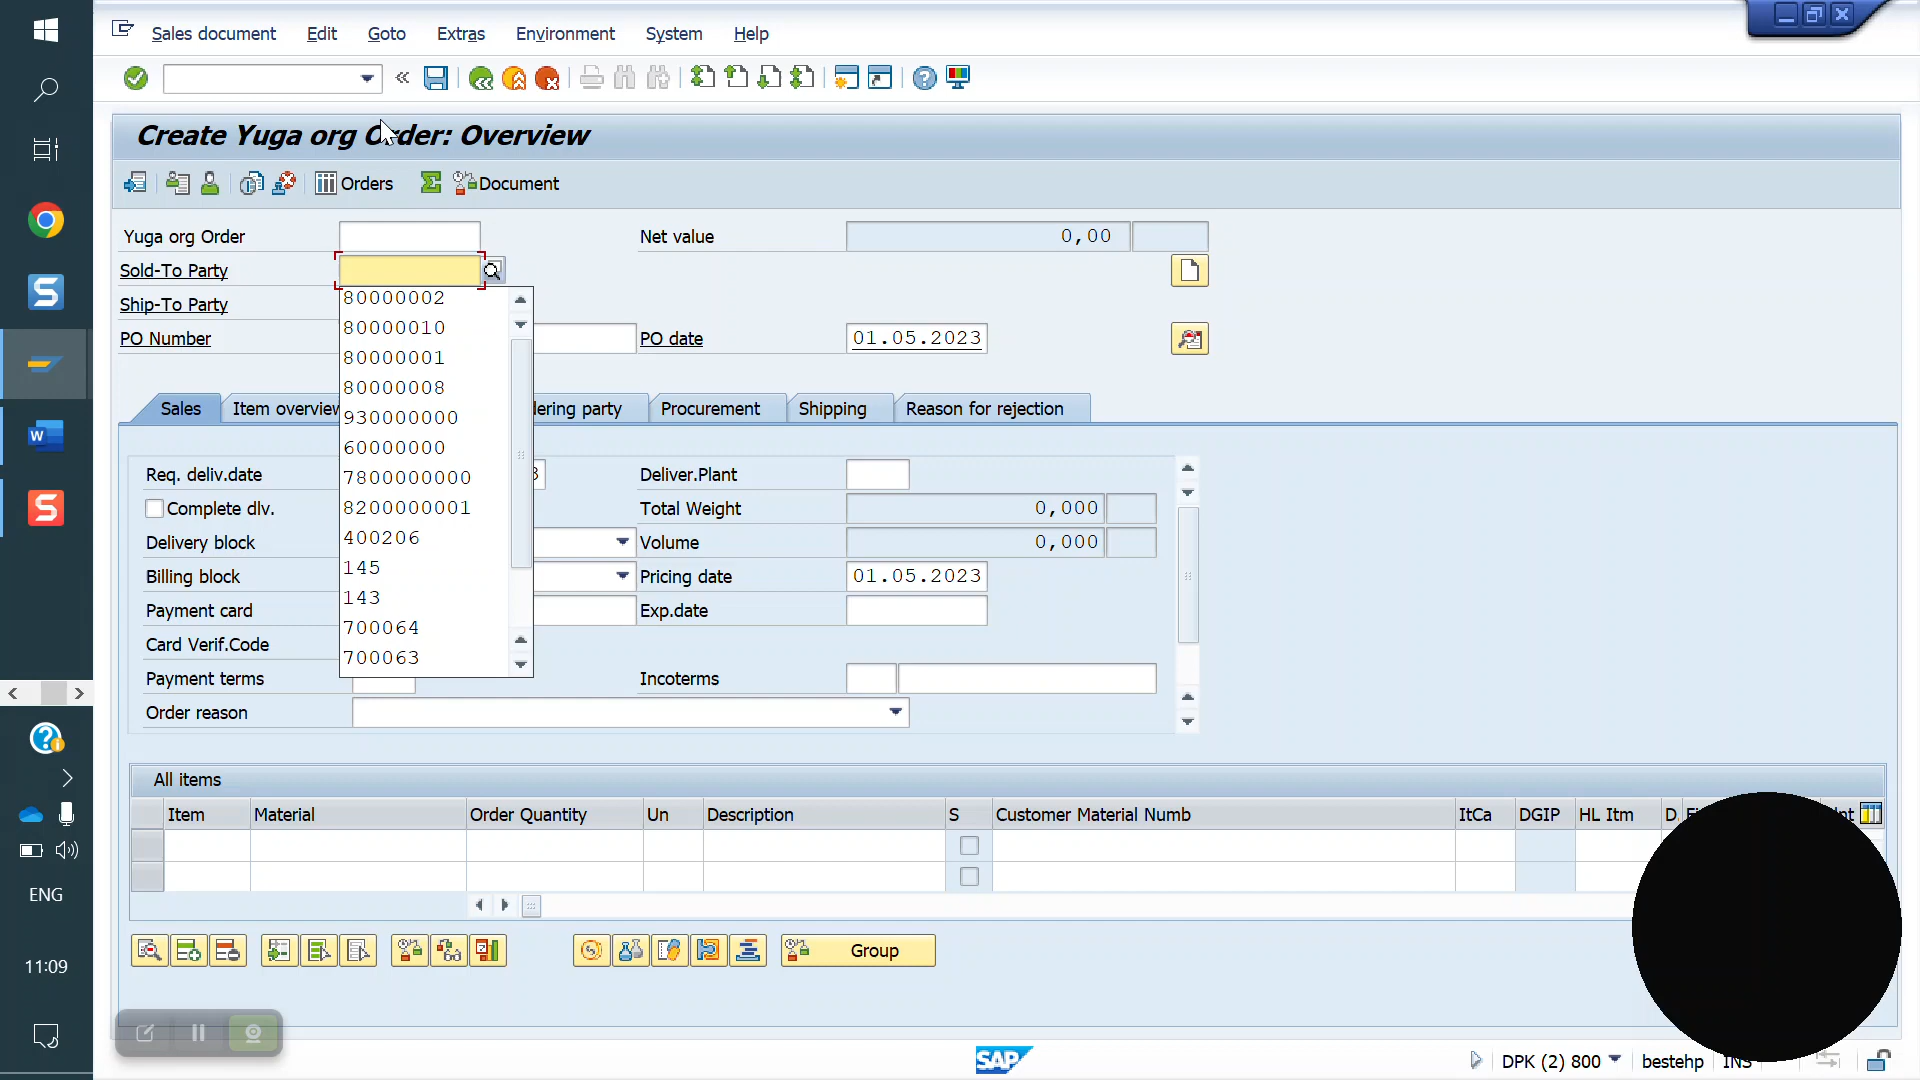 Sales document Edit Goto Extras Environment System Help
Create Yuga org Order: Overview
Orders Document
Yuga org Order Net value 0,00
Sold-To Party
Ship-To Party
PO Number PO date 01.05.2023
80000002
80000010
80000001
80000008
930000000
60000000
7800000000
8200000001
400206
145
143
700064
700063
Sales Item overview dering party Procurement Shipping Reason for rejection
Req. deliv.date 3 Deliver.Plant
Complete dlv. Total Weight 0,000
Delivery block Volume 0,000
Billing block Pricing date 01.05.2023
Payment card Exp.date
Card Verif.Code
Payment terms Incoterms
Order reason
All items
Item Material Order Quantity Un Description S Customer Material Numb ItCa DGIP HL Itm D
Group
ENG
11:09
SAP DPK (2) 800 bestehp INS